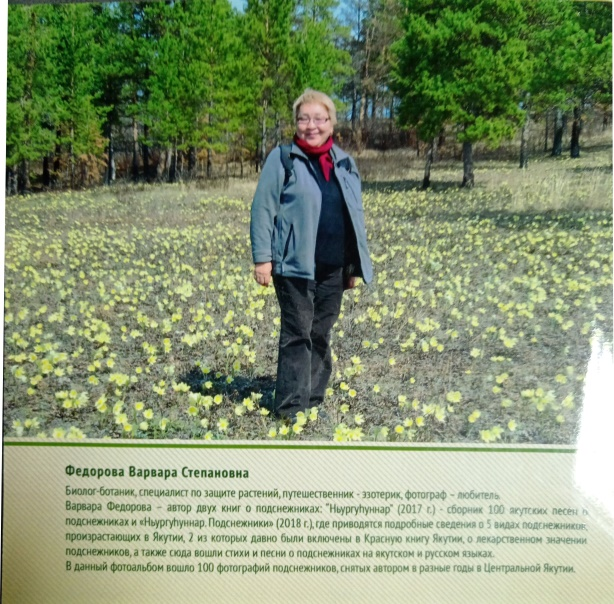 Федорова Варвара Степановна
Биолог-ботаник, специалист по защите растений, путешественник - эзотерик, фотограф – любитель.
Варвара Федорова – автор двух книг о подснежниках: "Ньургуһуннар" (2017 г.) - сборник 100 якутских песен о
подснежниках и «Ньургуһуннар. Подснежники» (2018 г.), где приводятся подробные сведения о 5 видах подснежников,
произрастающих в Якутии, 2 из которых давно были включены в Красную книгу Якутии, о лекарственном значении
подснежников, а также сюда вошли стихи и песни о подснежниках на якутском и русском языках.
В данный фотоальбом вошло 100 фотографий подснежников, снятых автором в разные годы в Центральной Якутии.